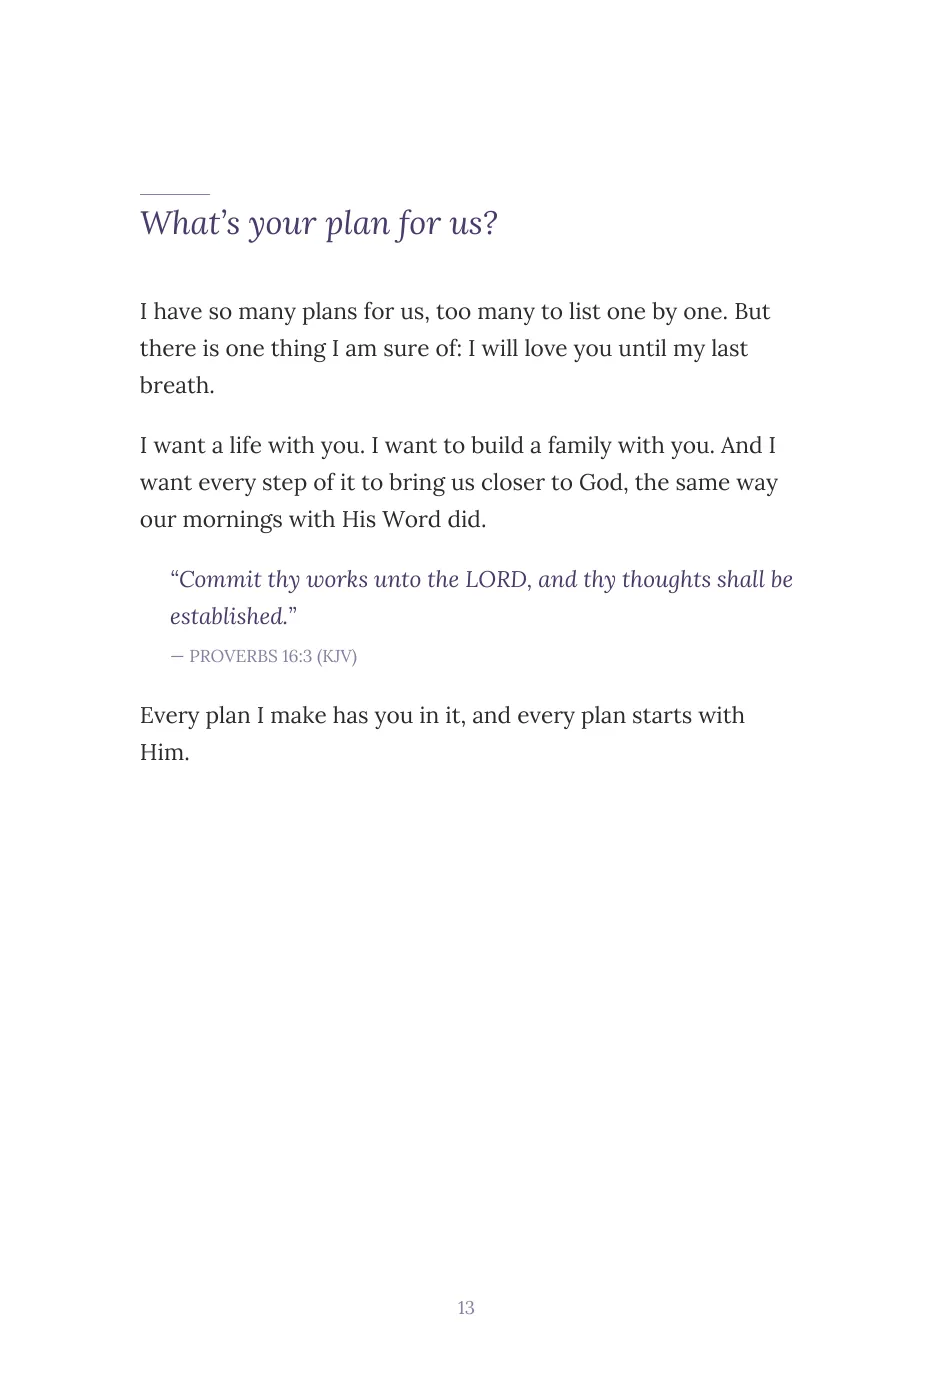 What’s your plan for us?
I have so many plans for us, too many to list one by one. But
there is one thing I am sure of: I will love you until my last
breath.
I want a life with you. I want to build a family with you. And I
want every step of it to bring us closer to God, the same way
our mornings with His Word did.
“Commit thy works unto the LORD, and thy thoughts shall be
established.”
— PROVERBS 16:3 (KJV)
Every plan I make has you in it, and every plan starts with
Him.
13